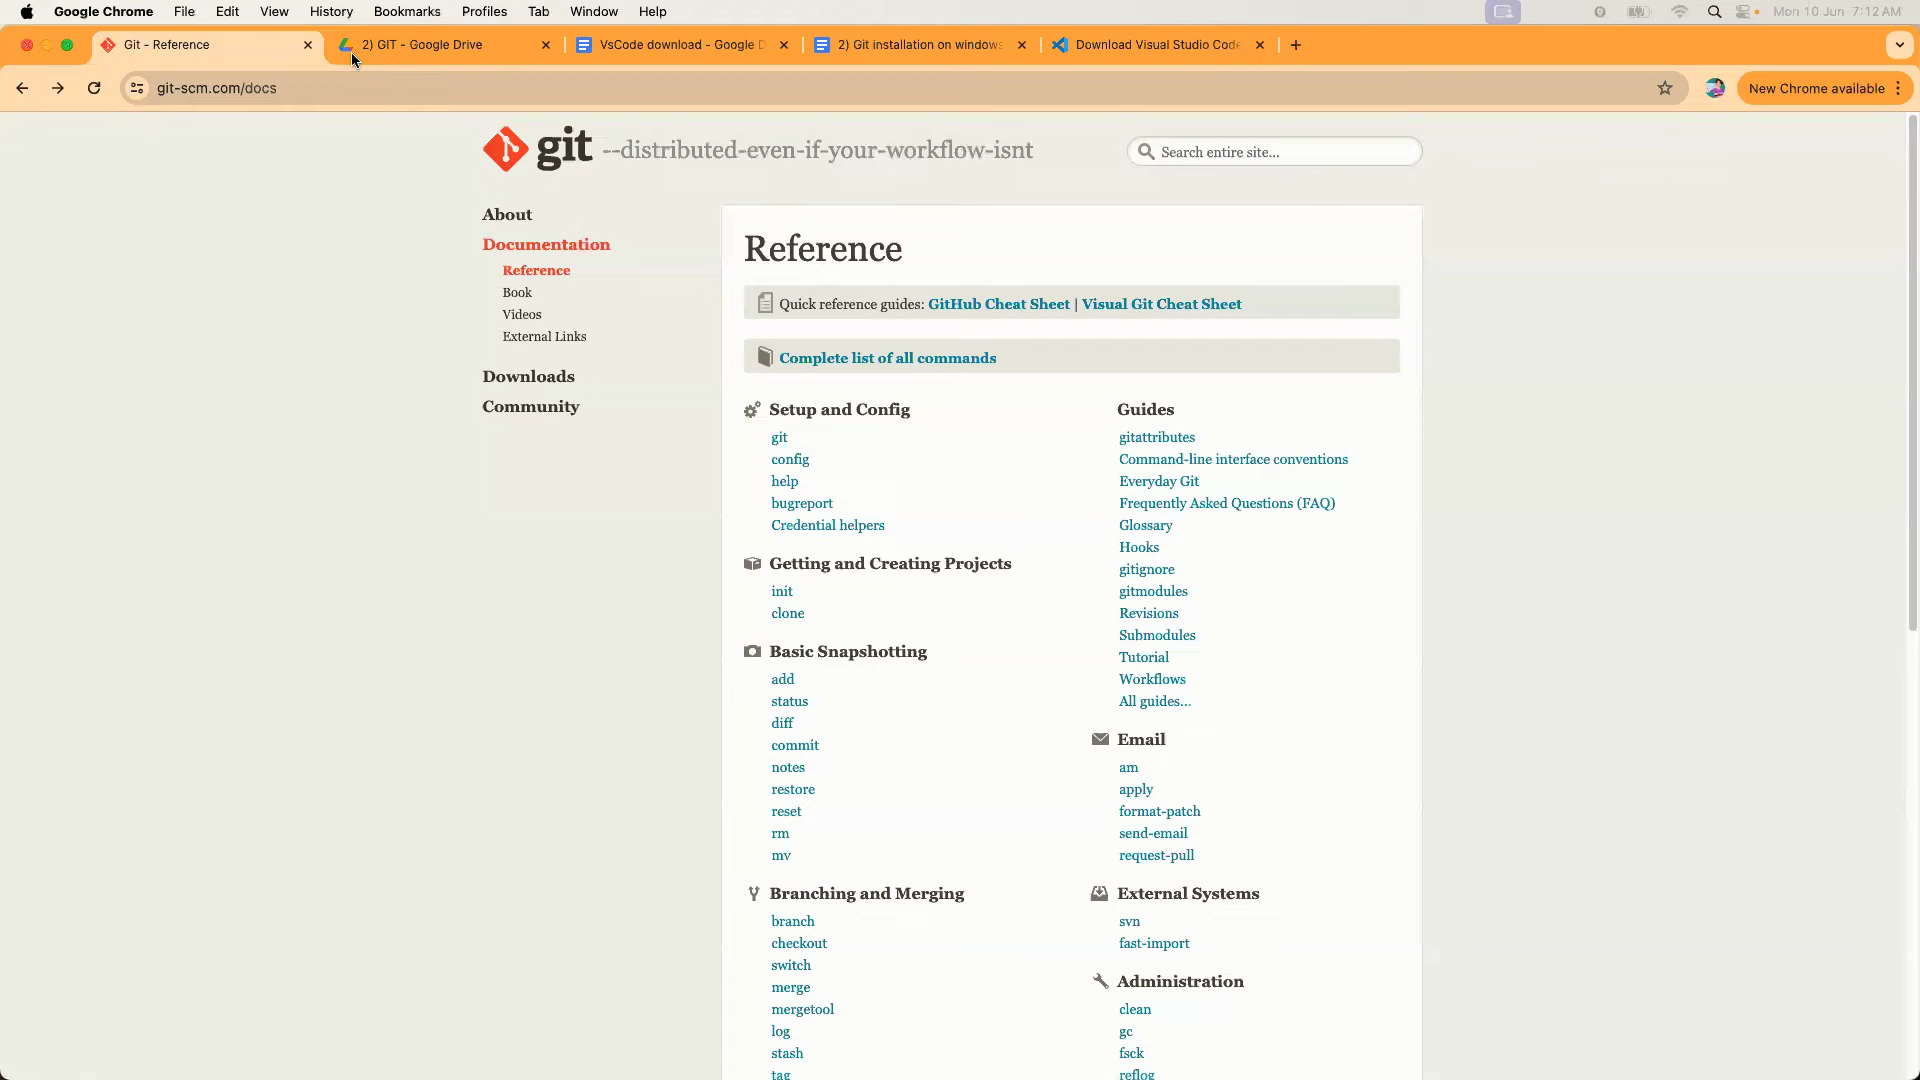 Google Chrome File Edit View History Bookmarks Profiles Tab Window Help Mon 10 Jun 7:12 AM
Git - Reference 2) GIT - Google Drive VsCode download - Google D 2) Git installation on windows Download Visual Studio Code
git-scm.com/docs New Chrome available
git --distributed-even-if-your-workflow-isnt Search entire site...
About
Documentation
Reference
Book
Videos
External Links
Downloads
Community
Reference
Quick reference guides: GitHub Cheat Sheet | Visual Git Cheat Sheet
Complete list of all commands
Setup and Config
git
config
help
bugreport
Credential helpers
Getting and Creating Projects
init
clone
Basic Snapshotting
add
status
diff
commit
notes
restore
reset
rm
mv
Branching and Merging
branch
checkout
switch
merge
mergetool
log
stash
tag
Guides
gitattributes
Command-line interface conventions
Everyday Git
Frequently Asked Questions (FAQ)
Glossary
Hooks
gitignore
gitmodules
Revisions
Submodules
Tutorial
Workflows
All guides...
Email
am
apply
format-patch
send-email
request-pull
External Systems
svn
fast-import
Administration
clean
gc
fsck
reflog